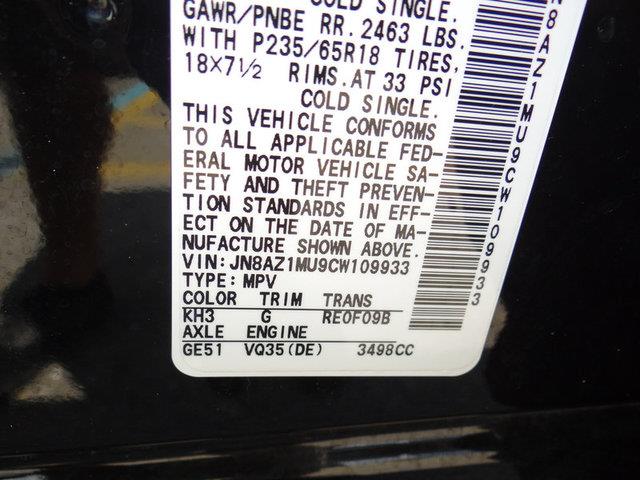 COLD SINGLE.
GAWR/PNBE RR. 2463 LBS.
WITH P235/65R18 TIRES,
18X7½ RIMS.AT 33 PSI
COLD SINGLE.
THIS VEHICLE CONFORMS
TO ALL APPLICABLE FED-
ERAL MOTOR VEHICLE SA-
FETY AND THEFT PREVEN-
TION STANDARDS IN EFF-
ECT ON THE DATE OF MA-
NUFACTURE SHOWN ABOVE.
VIN:JN8AZ1MU9CW109933
TYPE:MPV
COLOR TRIM TRANS
KH3 G RE0F09B
AXLE ENGINE
GE51 VQ35(DE) 3498CC
N8AZ1MU9CW109933